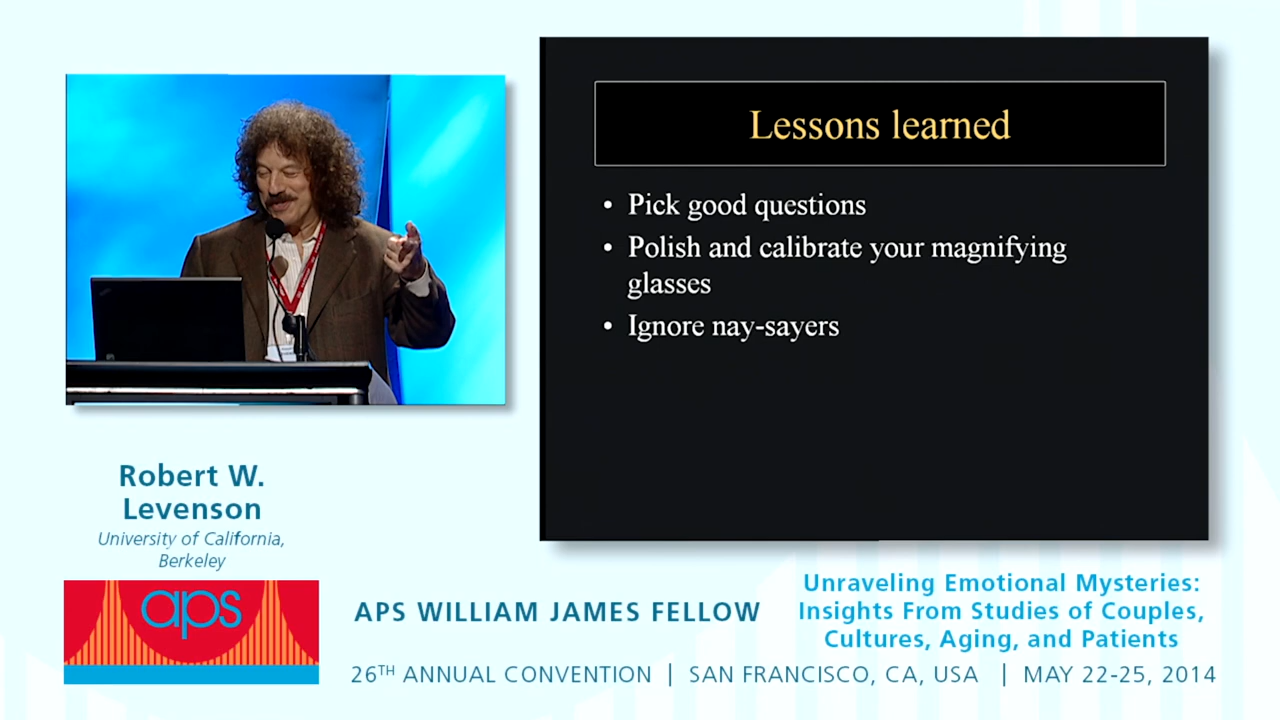 Lessons learned
• Pick good questions
• Polish and calibrate your magnifying
glasses
• Ignore nay-sayers
Robert W.
Levenson
University of California,
Berkeley
aps
APS WILLIAM JAMES FELLOW
Unraveling Emotional Mysteries:
Insights From Studies of Couples,
Cultures, Aging, and Patients
26TH ANNUAL CONVENTION | SAN FRANCISCO, CA, USA | MAY 22-25, 2014